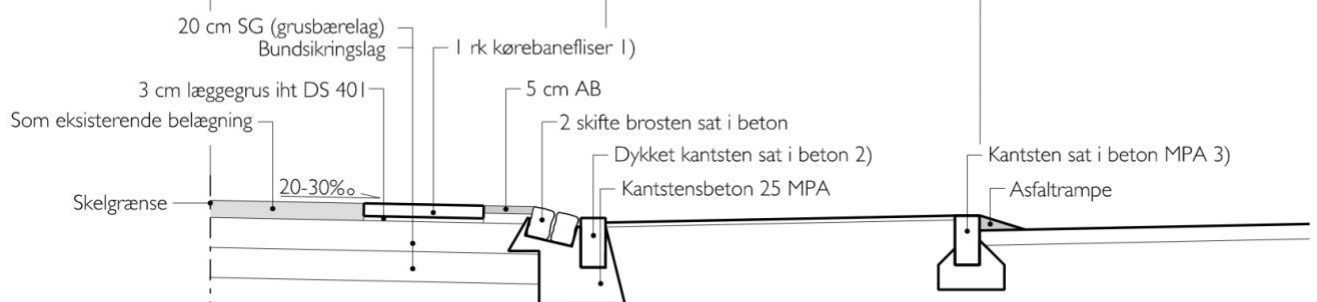 20 cm SG (grusbærelag)
Bundsikringslag
1 rk kørebanefliser 1)
3 cm læggegrus iht DS 401
5 cm AB
Som eksisterende belægning
2 skifte brosten sat i beton
Dykket kantsten sat i beton 2)
Kantsten sat i beton MPA 3)
20-30‰
Kantstensbeton 25 MPA
Asfaltrampe
Skelgrænse